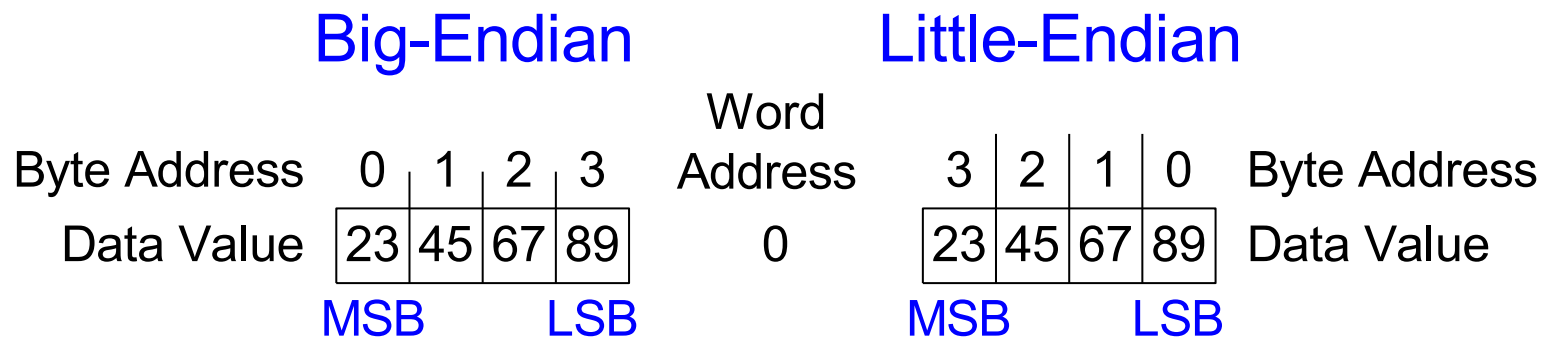 Big-Endian Little-Endian
Word
Byte Address 0 1 2 3 Address 3 2 1 0 Byte Address
Data Value 23 45 67 89 0 23 45 67 89 Data Value
MSB LSB MSB LSB